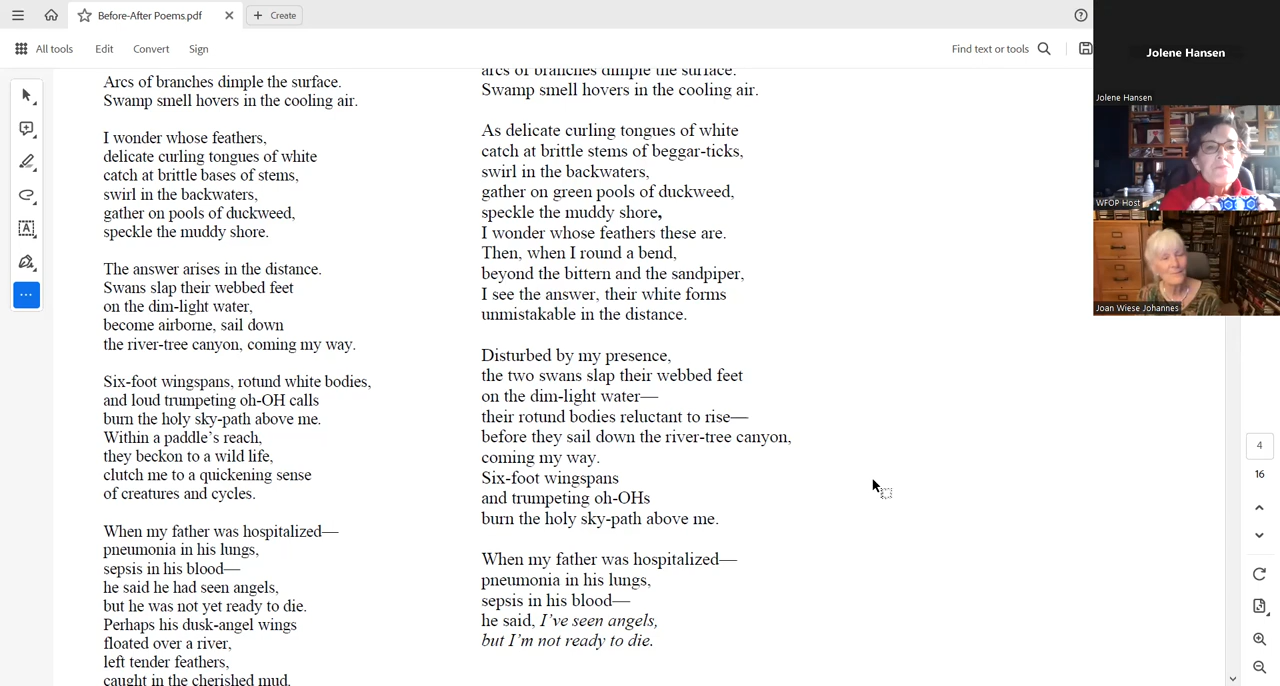 Before-After Poems.pdf
Create
All tools
Edit
Convert
Sign
Find text or tools
Arcs of branches dimple the surface.
Swamp smell hovers in the cooling air.
I wonder whose feathers,
delicate curling tongues of white
catch at brittle bases of stems,
swirl in the backwaters,
gather on pools of duckweed,
speckle the muddy shore.
The answer arises in the distance.
Swans slap their webbed feet
on the dim-light water,
become airborne, sail down
the river-tree canyon, coming my way.
Six-foot wingspans, rotund white bodies,
and loud trumpeting oh-OH calls
burn the holy sky-path above me.
Within a paddle’s reach,
they beckon to a wild life,
clutch me to a quickening sense
of creatures and cycles.
When my father was hospitalized—
pneumonia in his lungs,
sepsis in his blood—
he said he had seen angels,
but he was not yet ready to die.
Perhaps his dusk-angel wings
floated over a river,
left tender feathers,
caught in the cherished mud.
arcs of branches dimple the surface.
Swamp smell hovers in the cooling air.
As delicate curling tongues of white
catch at brittle stems of beggar-ticks,
swirl in the backwaters,
gather on green pools of duckweed,
speckle the muddy shore,
I wonder whose feathers these are.
Then, when I round a bend,
beyond the bittern and the sandpiper,
I see the answer, their white forms
unmistakable in the distance.
Disturbed by my presence,
the two swans slap their webbed feet
on the dim-light water—
their rotund bodies reluctant to rise—
before they sail down the river-tree canyon,
coming my way.
Six-foot wingspans
and trumpeting oh-OHs
burn the holy sky-path above me.
When my father was hospitalized—
pneumonia in his lungs,
sepsis in his blood—
he said, I’ve seen angels,
but I’m not ready to die.
Jolene Hansen
Jolene Hansen
WFOP Host
Joan Wiese Johannes
4
16